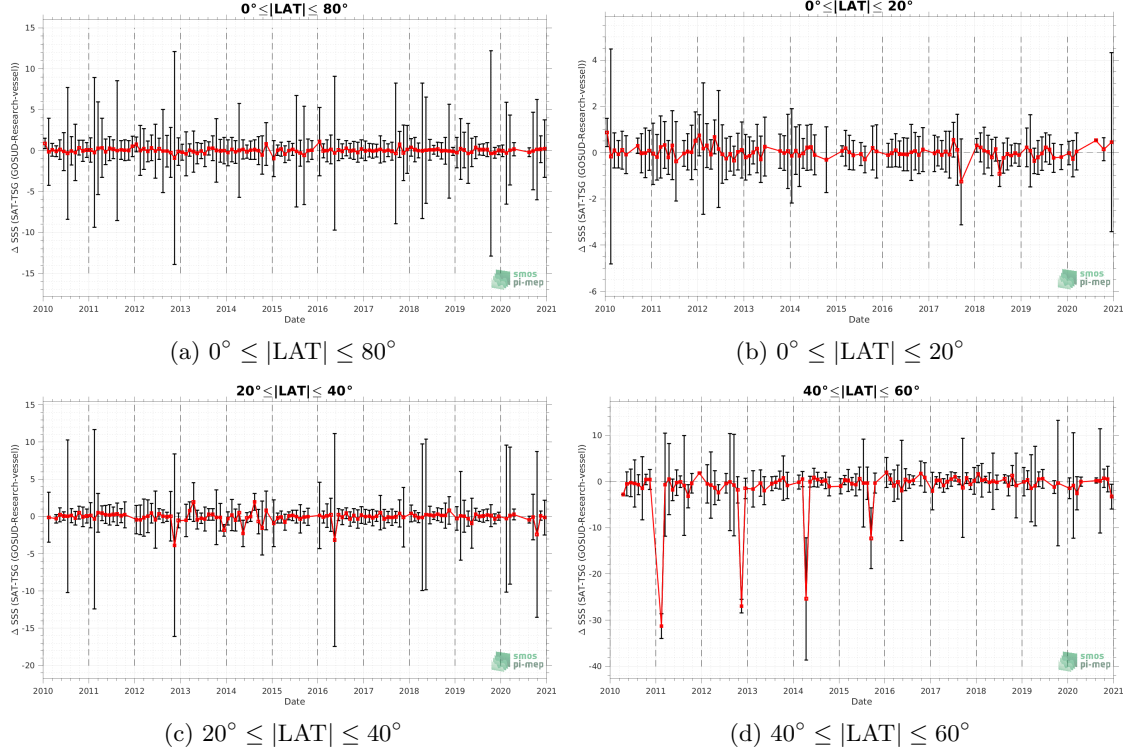 0°≤|LAT|≤ 80°
Δ SSS (SAT-TSG (GOSUD-Research-vessel))
15
10
5
0
-5
-10
-15
2010 2011 2012 2013 2014 2015 2016 2017 2018 2019 2020 2021
Date
smos
pi-mep
(a) 0° ≤ |LAT| ≤ 80°
0°≤|LAT|≤ 20°
Δ SSS (SAT-TSG (GOSUD-Research-vessel))
4
2
0
-2
-4
-6
2010 2011 2012 2013 2014 2015 2016 2017 2018 2019 2020 2021
Date
smos
pi-mep
(b) 0° ≤ |LAT| ≤ 20°
20°≤|LAT|≤ 40°
Δ SSS (SAT-TSG (GOSUD-Research-vessel))
15
10
5
0
-5
-10
-15
-20
2010 2011 2012 2013 2014 2015 2016 2017 2018 2019 2020 2021
Date
smos
pi-mep
(c) 20° ≤ |LAT| ≤ 40°
40°≤|LAT|≤ 60°
Δ SSS (SAT-TSG (GOSUD-Research-vessel))
10
0
-10
-20
-30
-40
2010 2011 2012 2013 2014 2015 2016 2017 2018 2019 2020 2021
Date
smos
pi-mep
(d) 40° ≤ |LAT| ≤ 60°